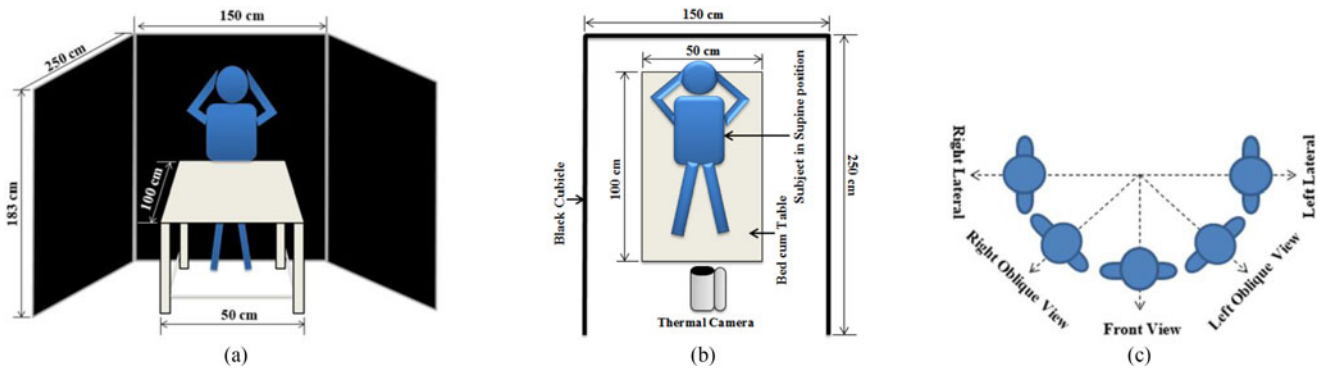 150 cm
250 cm
183 cm
100 cm
50 cm
(a)
150 cm
50 cm
100 cm
250 cm
Black Cubicle
Subject in Supine position
Bed cum Table
Thermal Camera
(b)
Right Lateral
Left Lateral
Right Oblique View
Left Oblique View
Front View
(c)